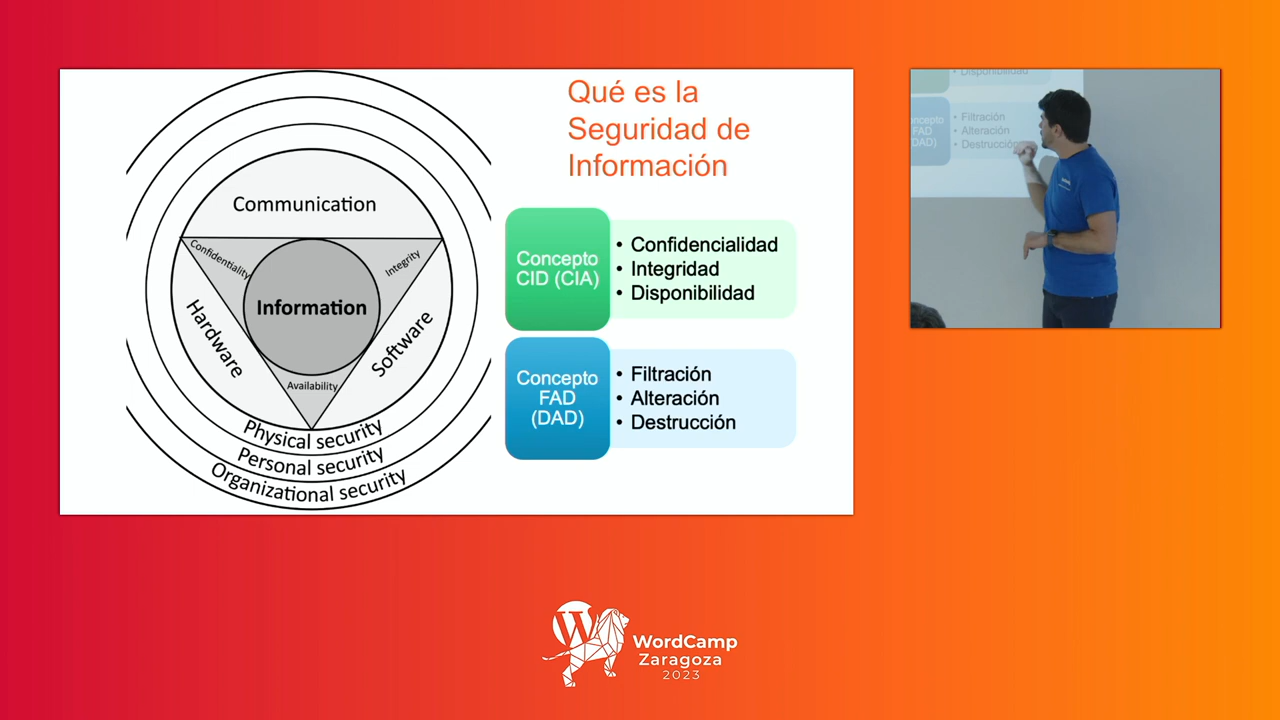 Qué es la
Seguridad de
Información
Communication
Confidentiality
Integrity
Information
Hardware
Software
Availability
Physical security
Personal security
Organizational security
Concepto
CID (CIA)
• Confidencialidad
• Integridad
• Disponibilidad
Concepto
FAD
(DAD)
• Filtración
• Alteración
• Destrucción
Disponibilidad
• Filtración
• Alteración
• Destrucción
FAD
DAD)
WordCamp
Zaragoza
2023